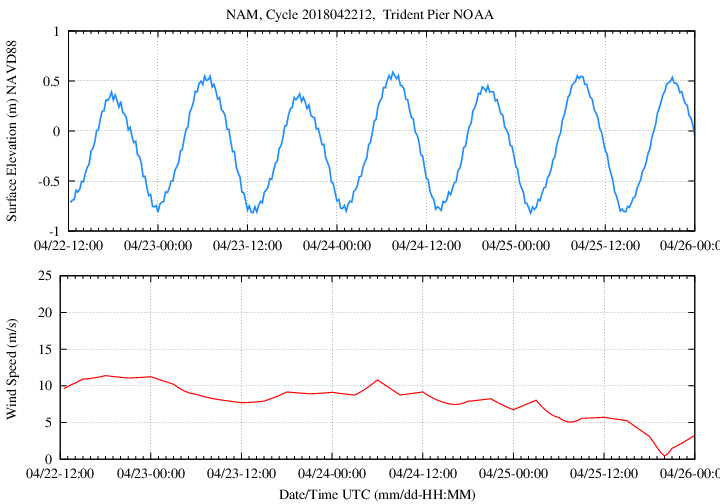 NAM, Cycle 2018042212, Trident Pier NOAA
Surface Elevation (m) NAVD88
1
0.5
0
-0.5
-1
04/22-12:00 04/23-00:00 04/23-12:00 04/24-00:00 04/24-12:00 04/25-00:00 04/25-12:00 04/26-00:0
Wind Speed (m/s)
25
20
15
10
5
0
04/22-12:00 04/23-00:00 04/23-12:00 04/24-00:00 04/24-12:00 04/25-00:00 04/25-12:00 04/26-00:0
Date/Time UTC (mm/dd-HH:MM)